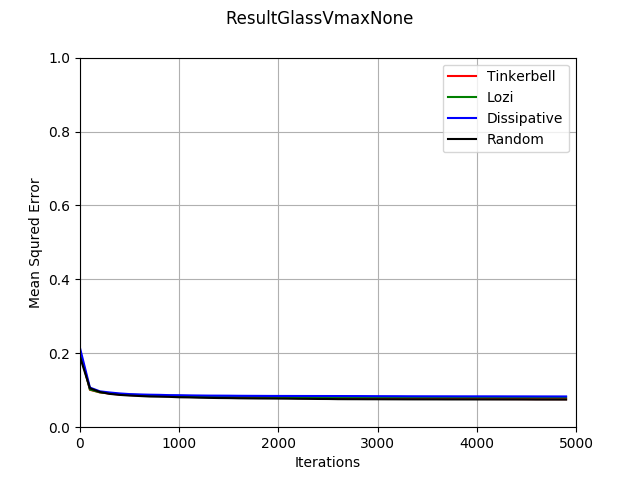 ResultGlassVmaxNone
1.0
0.8
0.6
0.4
0.2
0.0
Mean Squred Error
Tinkerbell
Lozi
Dissipative
Random
0 1000 2000 3000 4000 5000
Iterations